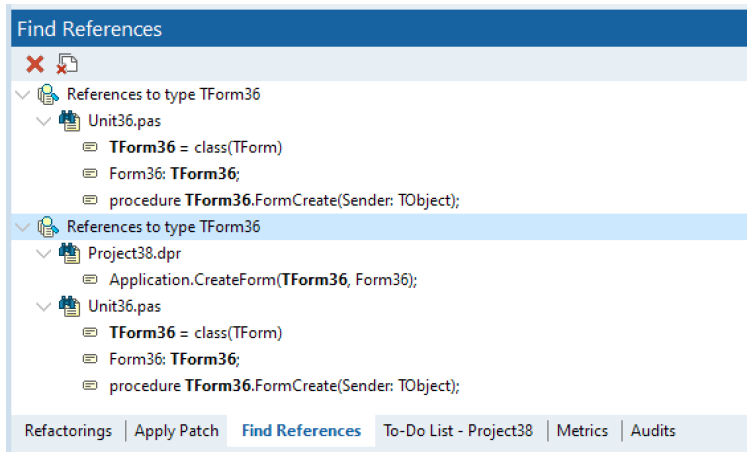 Find References
References to type TForm36
Unit36.pas
TForm36 = class(TForm)
Form36: TForm36;
procedure TForm36.FormCreate(Sender: TObject);
References to type TForm36
Project38.dpr
Application.CreateForm(TForm36, Form36);
Unit36.pas
TForm36 = class(TForm)
Form36: TForm36;
procedure TForm36.FormCreate(Sender: TObject);
Refactorings Apply Patch Find References To-Do List - Project38 Metrics Audits